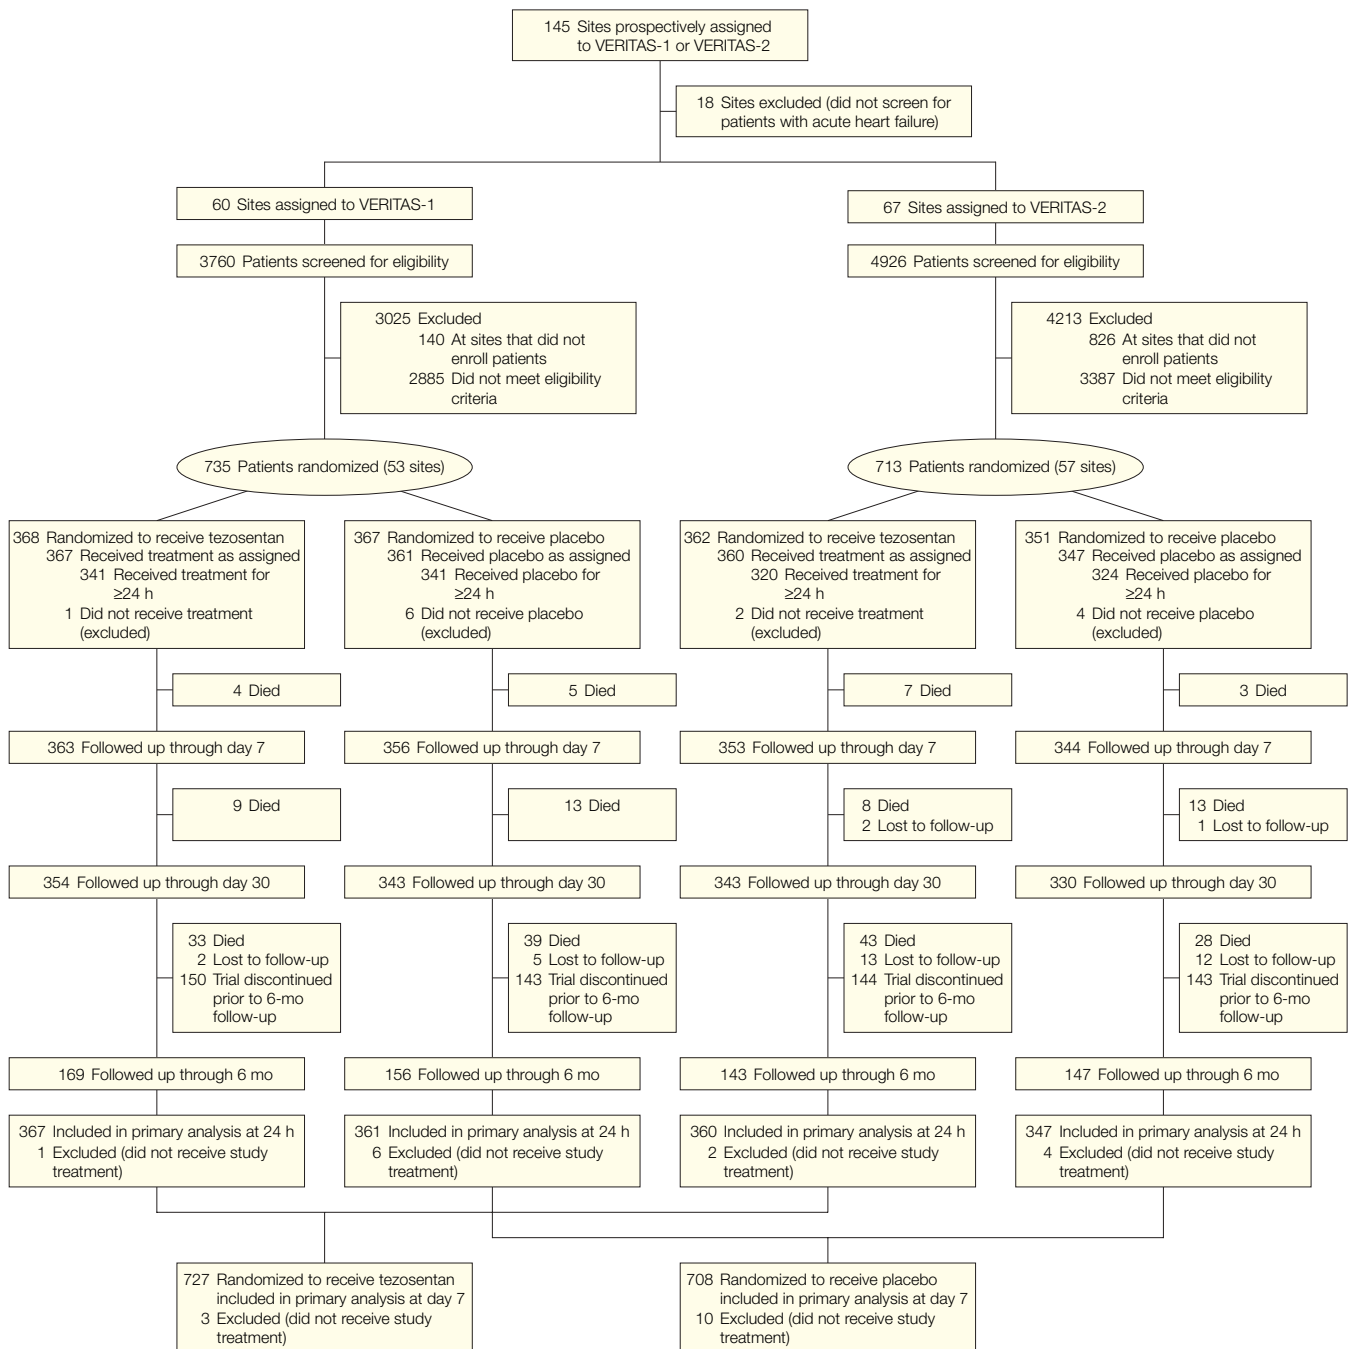 145 Sites prospectively assigned
to VERITAS-1 or VERITAS-2
18 Sites excluded (did not screen for
patients with acute heart failure)
60 Sites assigned to VERITAS-1
67 Sites assigned to VERITAS-2
3760 Patients screened for eligibility
4926 Patients screened for eligibility
3025 Excluded
140 At sites that did not
enroll patients
2885 Did not meet eligibility
criteria
4213 Excluded
826 At sites that did not
enroll patients
3387 Did not meet eligibility
criteria
735 Patients randomized (53 sites)
713 Patients randomized (57 sites)
368 Randomized to receive tezosentan
367 Received treatment as assigned
341 Received treatment for
≥24 h
1 Did not receive treatment
(excluded)
367 Randomized to receive placebo
361 Received placebo as assigned
341 Received placebo for
≥24 h
6 Did not receive placebo
(excluded)
362 Randomized to receive tezosentan
360 Received treatment as assigned
320 Received treatment for
≥24 h
2 Did not receive treatment
(excluded)
351 Randomized to receive placebo
347 Received placebo as assigned
324 Received placebo for
≥24 h
4 Did not receive placebo
(excluded)
4 Died
5 Died
7 Died
3 Died
363 Followed up through day 7
356 Followed up through day 7
353 Followed up through day 7
344 Followed up through day 7
9 Died
13 Died
8 Died
2 Lost to follow-up
13 Died
1 Lost to follow-up
354 Followed up through day 30
343 Followed up through day 30
343 Followed up through day 30
330 Followed up through day 30
33 Died
2 Lost to follow-up
150 Trial discontinued
prior to 6-mo
follow-up
39 Died
5 Lost to follow-up
143 Trial discontinued
prior to 6-mo
follow-up
43 Died
13 Lost to follow-up
144 Trial discontinued
prior to 6-mo
follow-up
28 Died
12 Lost to follow-up
143 Trial discontinued
prior to 6-mo
follow-up
169 Followed up through 6 mo
156 Followed up through 6 mo
143 Followed up through 6 mo
147 Followed up through 6 mo
367 Included in primary analysis at 24 h
1 Excluded (did not receive study
treatment)
361 Included in primary analysis at 24 h
6 Excluded (did not receive study
treatment)
360 Included in primary analysis at 24 h
2 Excluded (did not receive study
treatment)
347 Included in primary analysis at 24 h
4 Excluded (did not receive study
treatment)
727 Randomized to receive tezosentan
included in primary analysis at day 7
3 Excluded (did not receive study
treatment)
708 Randomized to receive placebo
included in primary analysis at day 7
10 Excluded (did not receive study
treatment)